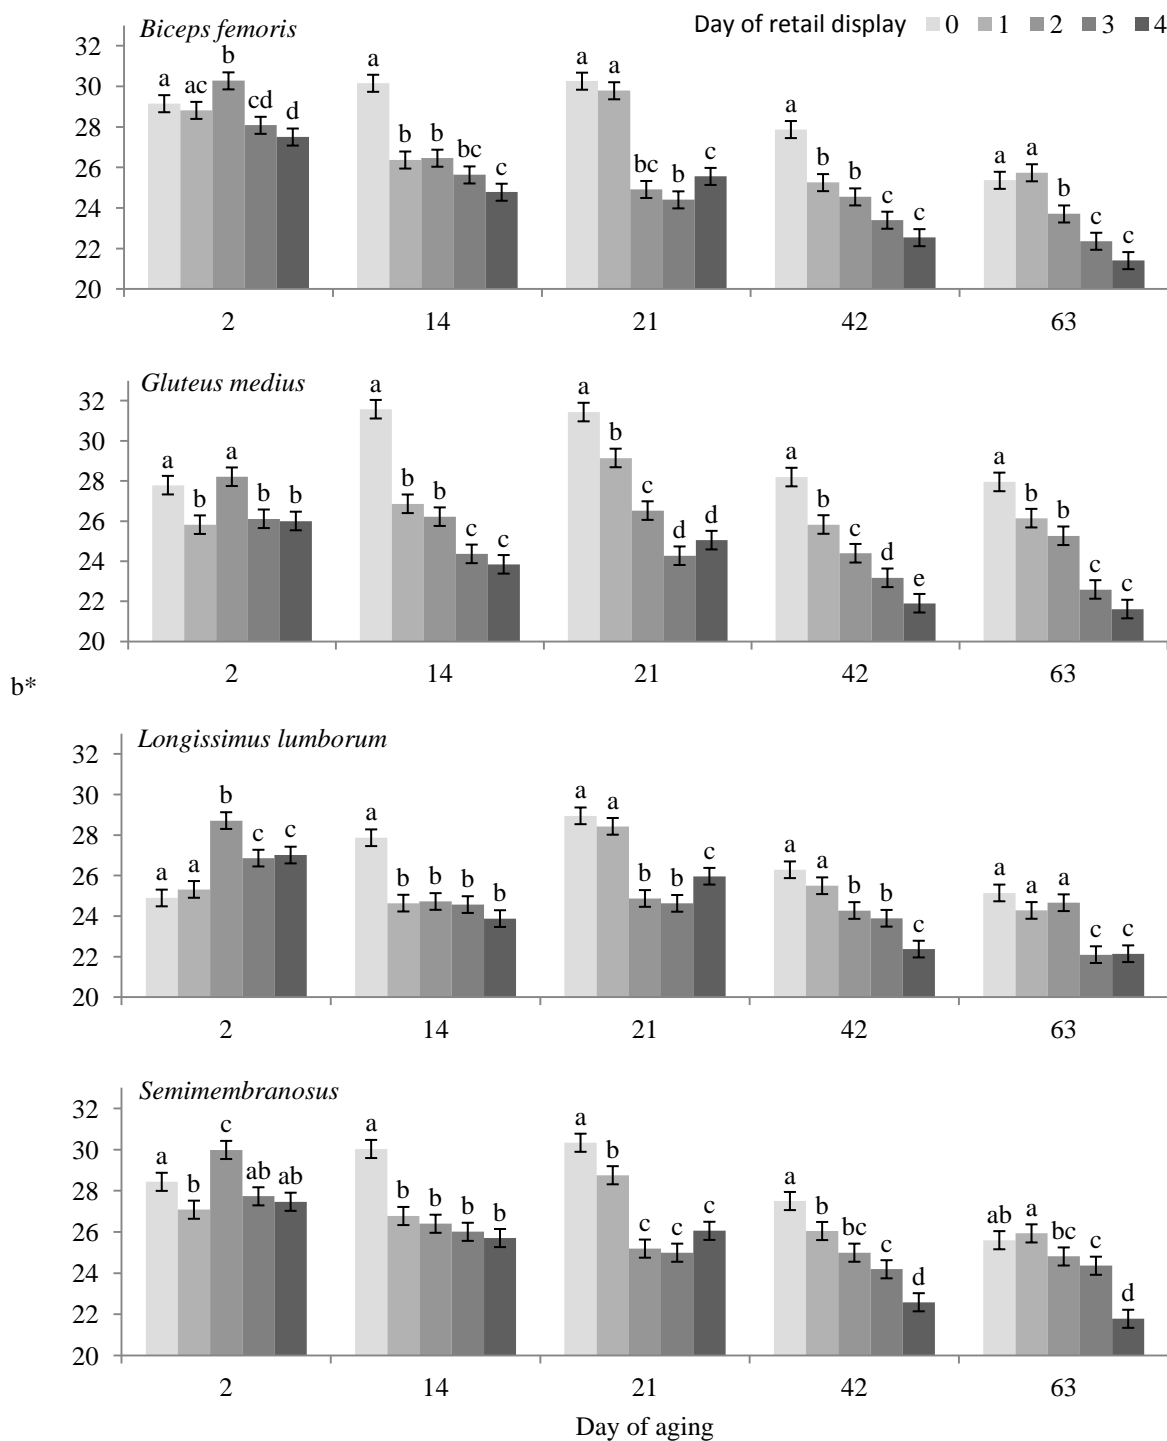 Biceps femoris
Day of retail display 0 1 2 3 4
32
30
28
26
24
22
20
a ac b cd d
a b b bc c
a a bc b c
a b b c c
a a b c c
2 14 21 42 63
Gluteus medius
32
30
28
26
24
22
20
a b a b b
a b b c c
a b c d d
a b c d e
a b b c c
2 14 21 42 63
b*
Longissimus lumborum
32
30
28
26
24
22
20
a a b c c
a b b b b
a a b b c
a a b b c
a a a c c
2 14 21 42 63
Semimembranosus
32
30
28
26
24
22
20
a b c ab ab
a b b b b
a b c c c
a b bc c d
ab a bc c d
2 14 21 42 63
Day of aging